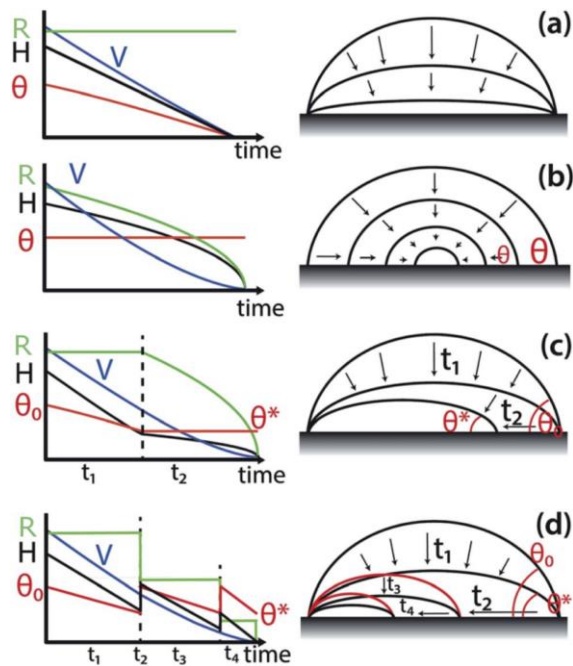 R
H
V
θ
time
(a)
R
V
H
θ
time
(b)
θ
θ
R
V
H
θ₀
θ*
t₁
t₂
time
(c)
t₁
t₂
θ*
θ₀
R
H
V
θ₀
θ*
t₁
t₂
t₃
t₄
time
(d)
t₁
θ₀
t₃
t₂
t₄
θ*